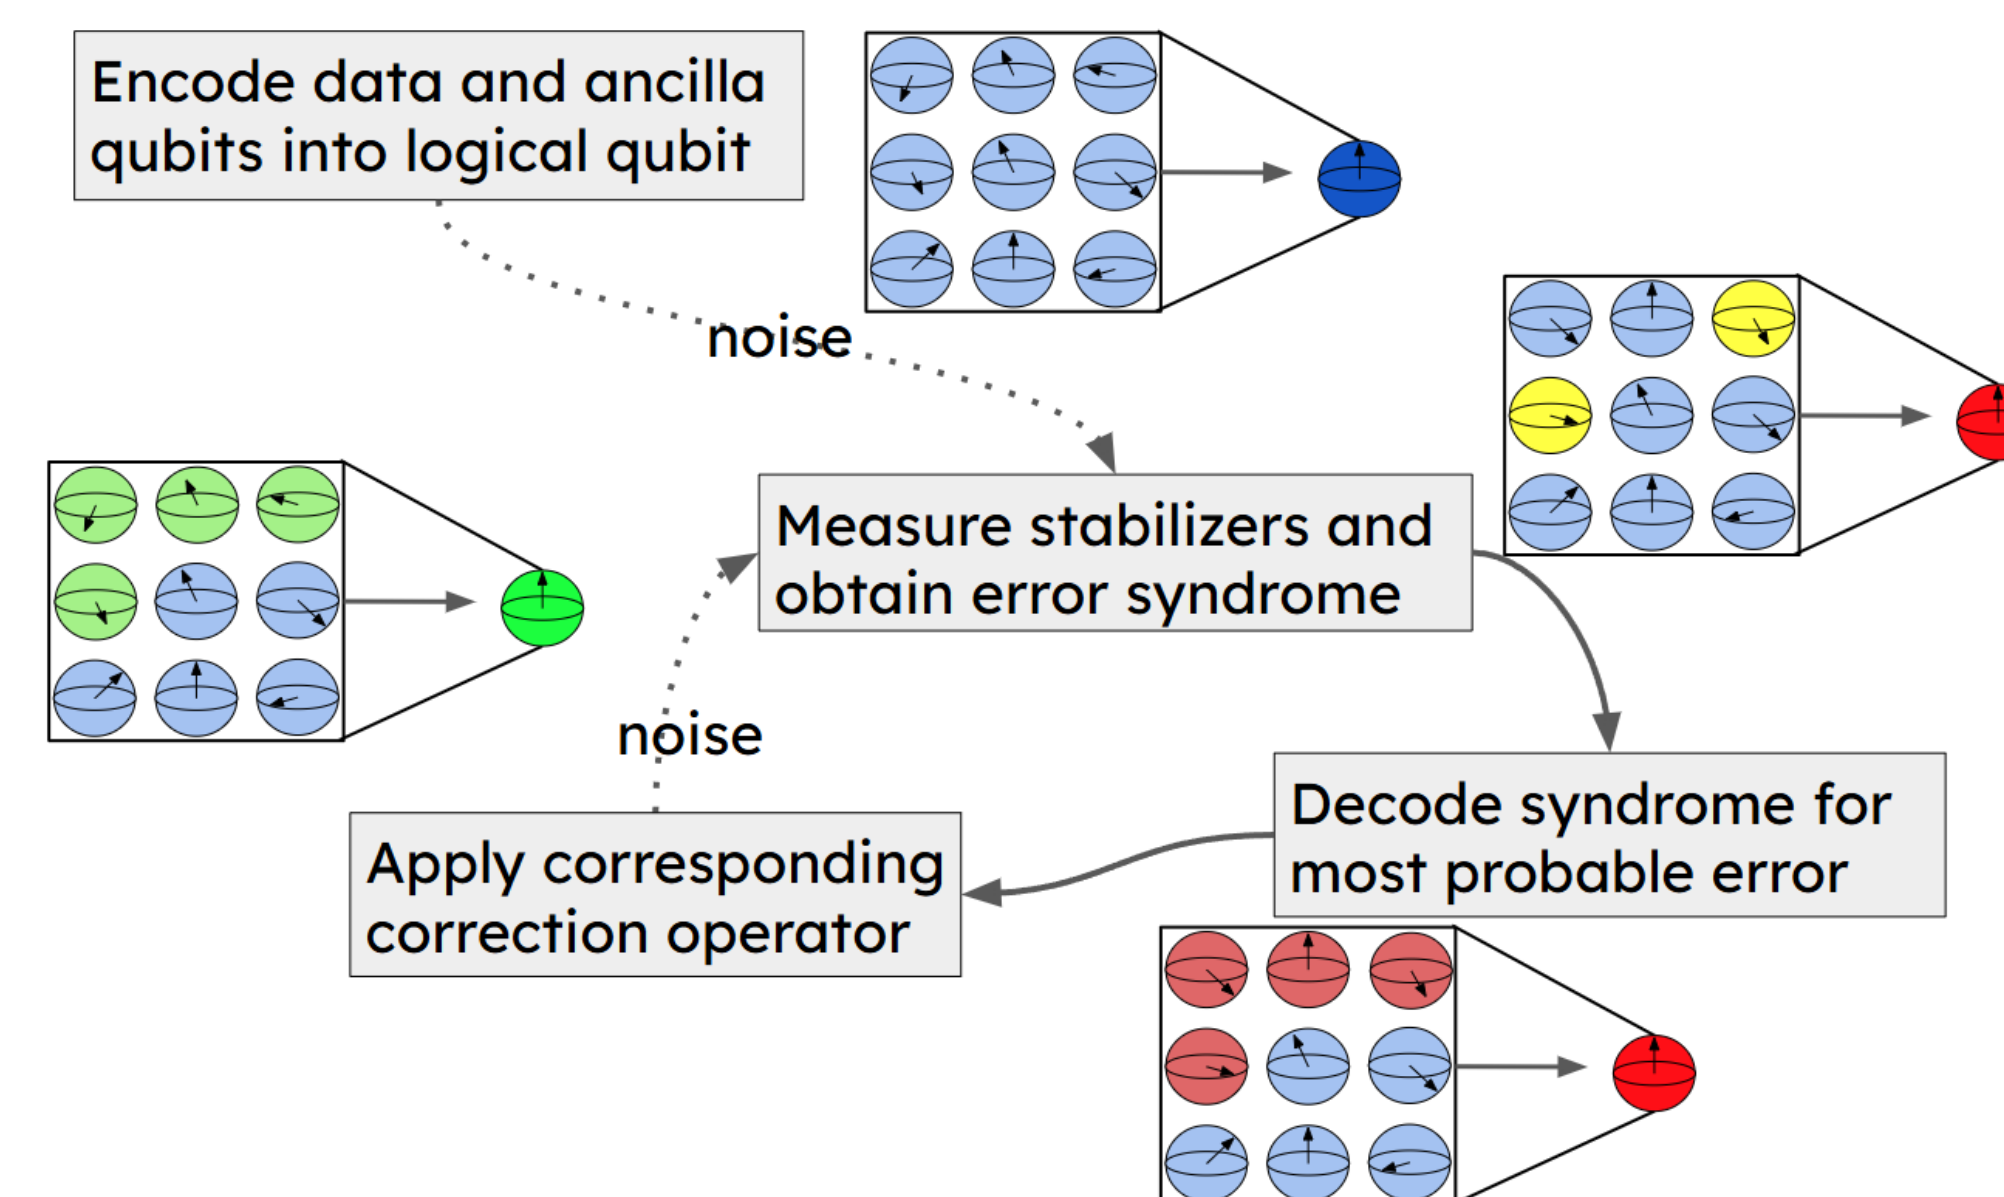 Encode data and ancilla
qubits into logical qubit
noise
Measure stabilizers and
obtain error syndrome
noise
Decode syndrome for
most probable error
Apply corresponding
correction operator